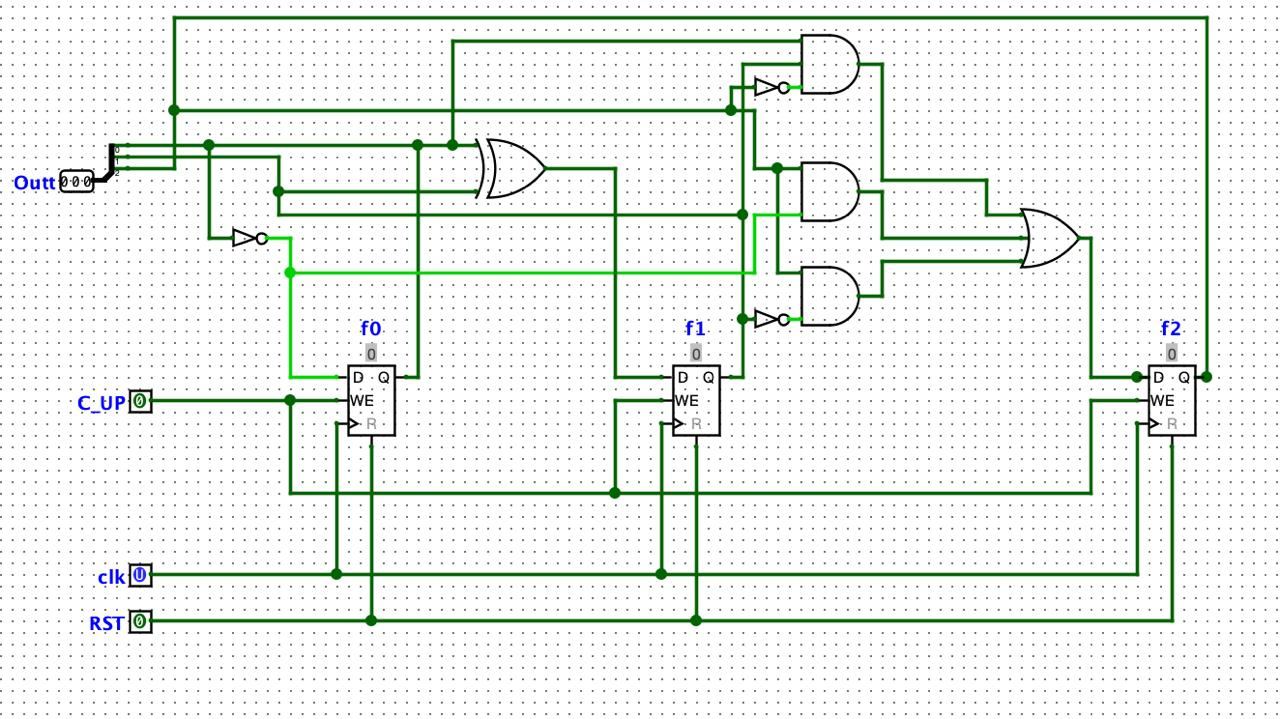 0
1
2
Outt 000
f0 f1 f2
0 0 0
D Q D Q D Q
C_UP 0 WE WE WE
R R R
clk 0
RST 0